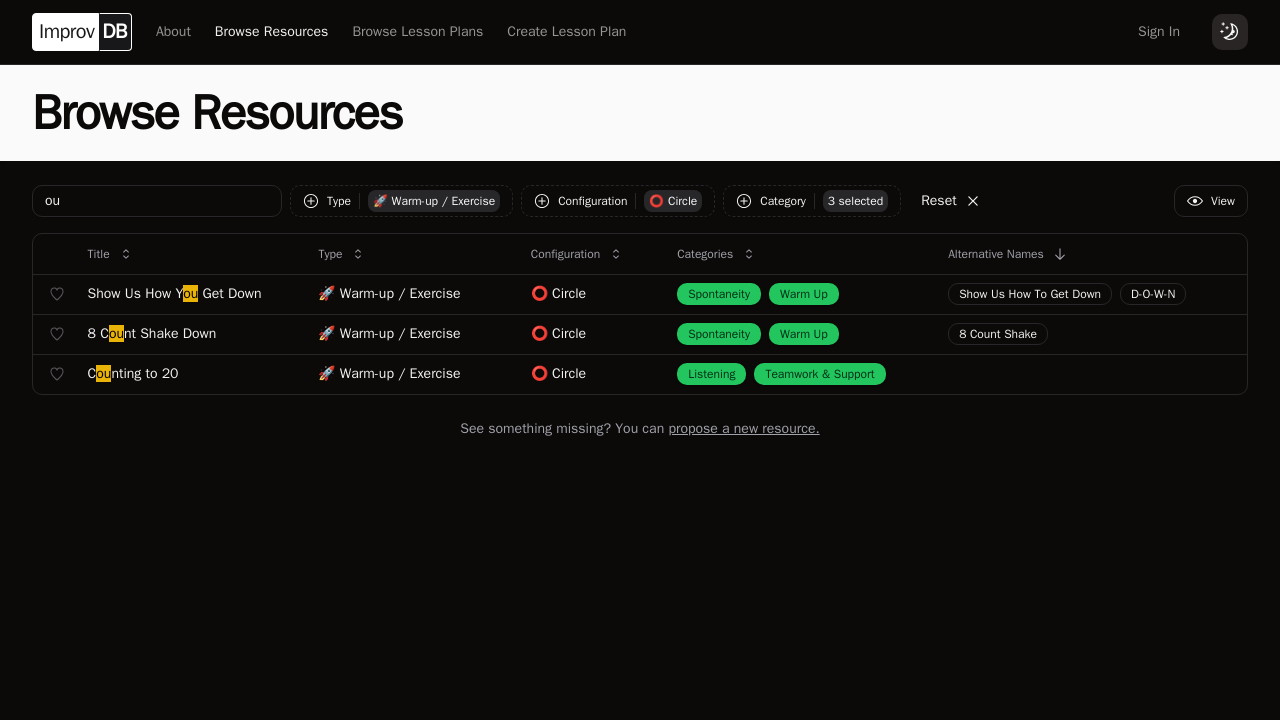 Improv DB About Browse Resources Browse Lesson Plans Create Lesson Plan Sign In
Browse Resources
ou Type Warm-up / Exercise Configuration Circle Category 3 selected Reset View
Title Type Configuration Categories Alternative Names
Show Us How You Get Down Warm-up / Exercise Circle Spontaneity Warm Up Show Us How To Get Down D-O-W-N
8 Count Shake Down Warm-up / Exercise Circle Spontaneity Warm Up 8 Count Shake
Counting to 20 Warm-up / Exercise Circle Listening Teamwork & Support
See something missing? You can propose a new resource.